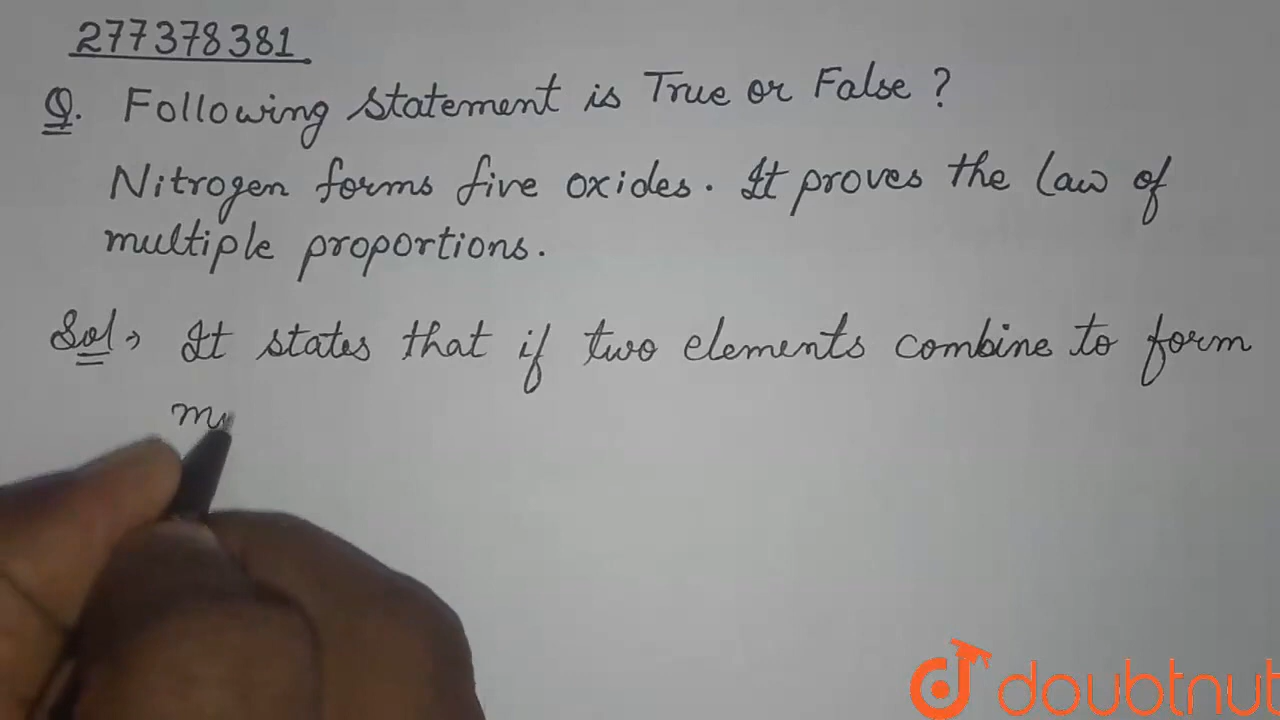 277378381
Q. Following statement is True or False ?
Nitrogen forms five oxides. It proves the law of
multiple proportions.
Sol → It states that if two elements combine to form
doubtnut